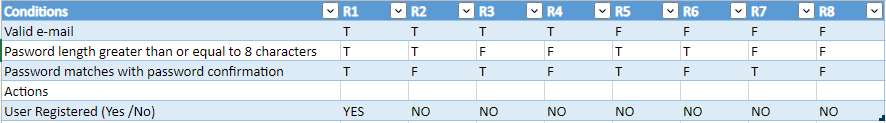 Conditions R1 R2 R3 R4 R5 R6 R7 R8
Valid e-mail T T T T F F F F
Pasword length greater than or equal to 8 characters T T F F T T F F
Password matches with password confirmation T F T F T F T F
Actions
User Registered (Yes /No) YES NO NO NO NO NO NO NO